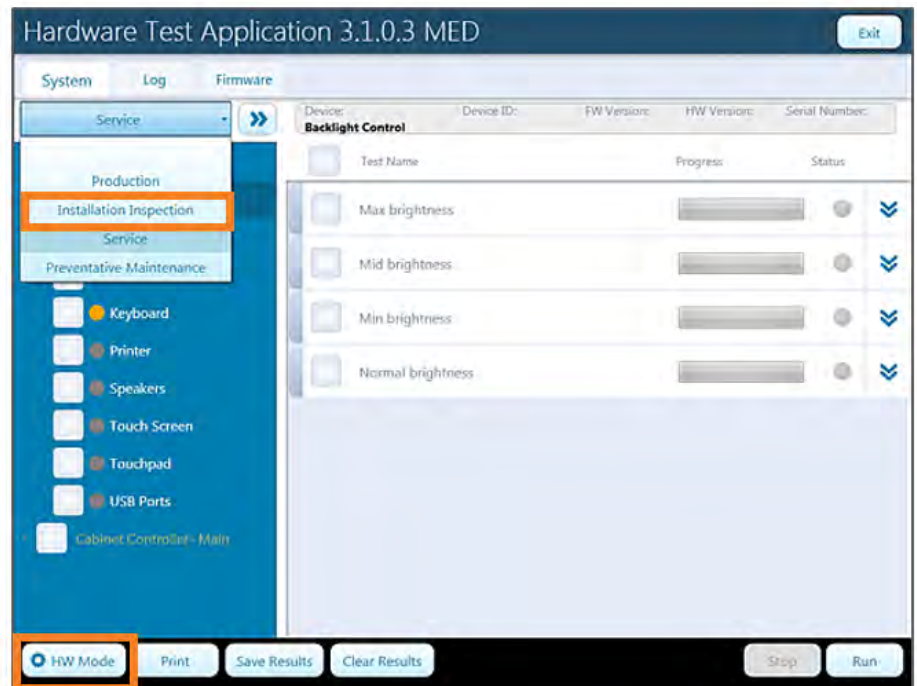 Hardware Test Application 3.1.0.3 MED
Exit
System Log Firmware
Service
Device: Device ID: FW Version: HW Version: Serial Number:
Backlight Control
Test Name Progress Status
Production
Installation Inspection
Service
Preventative Maintenance
Max brightness
Mid brightness
Min brightness
Normal brightness
Keyboard
Printer
Speakers
Touch Screen
Touchpad
USB Ports
Cabinet Controller - Main
HW Mode Print Save Results Clear Results Stop Run